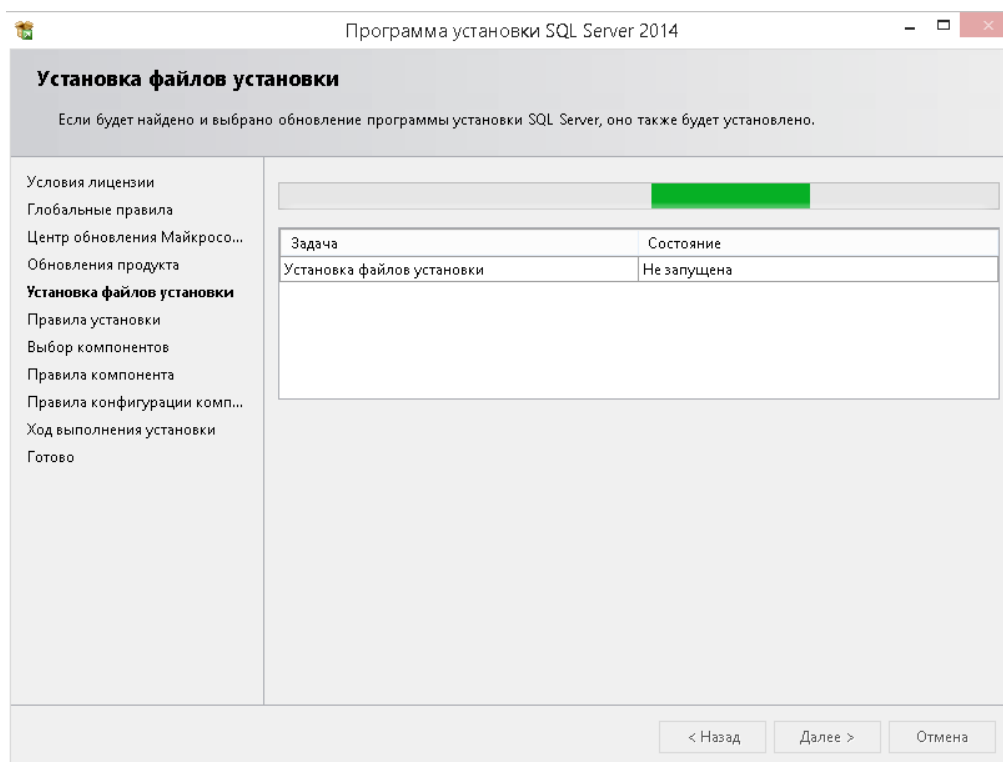 Программа установки SQL Server 2014
Установка файлов установки
Если будет найдено и выбрано обновление программы установки SQL Server, оно также будет установлено.
Условия лицензии
Глобальные правила
Центр обновления Майкросо...
Обновления продукта
Установка файлов установки
Правила установки
Выбор компонентов
Правила компонента
Правила конфигурации комп...
Ход выполнения установки
Готово
Задача Состояние
Установка файлов установки Не запущена
< Назад Далее > Отмена